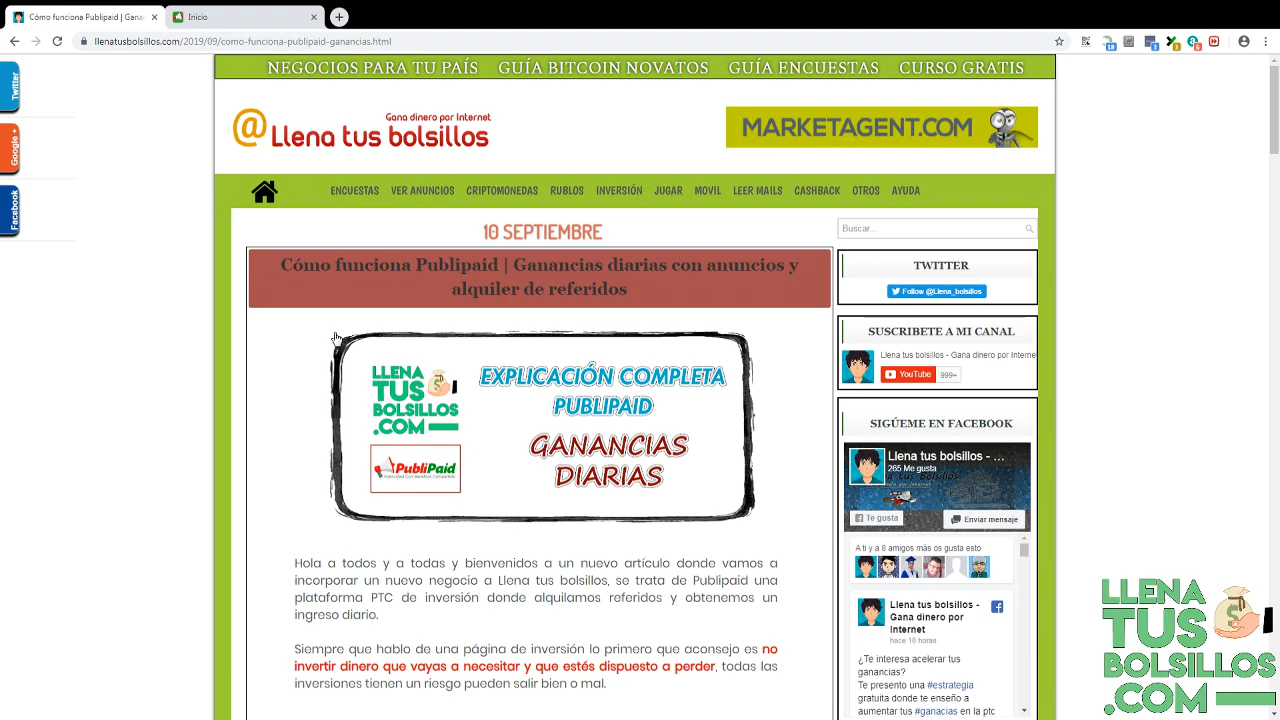 Cómo funciona Publipaid | Gana
Inicio
llenatusbolsillos.com/2019/09/como-funciona-publipaid-ganancias.html
NEGOCIOS PARA TU PAÍS GUÍA BITCOIN NOVATOS GUÍA ENCUESTAS CURSO GRATIS
Twitter
Google +
Facebook
Gana dinero por Internet
@Llena tus bolsillos
MARKETAGENT.COM
ENCUESTAS VER ANUNCIOS CRIPTOMONEDAS RUBLOS INVERSIÓN JUGAR MOVIL LEER MAILS CASHBACK OTROS AYUDA
10 SEPTIEMBRE
Cómo funciona Publipaid | Ganancias diarias con anuncios y
alquiler de referidos
LLENA
TUS
BOLSILLOS
.COM
PubliPaid
EXPLICACIÓN COMPLETA
PUBLIPAID
GANANCIAS
DIARIAS
Hola a todos y a todas y bienvenidos a un nuevo artículo donde vamos a
incorporar un nuevo negocio a Llena tus bolsillos, se trata de Publipaid una
plataforma PTC de inversión donde alquilamos referidos y obtenemos un
ingreso diario.
Siempre que hablo de una página de inversión lo primero que aconsejo es no
invertir dinero que vayas a necesitar y que estés dispuesto a perder, todas las
inversiones tienen un riesgo pueden salir bien o mal.
Buscar...
TWITTER
Follow @Llena_bolsillos
SUSCRIBETE A MI CANAL
Llena tus bolsillos - Gana dinero por Interne
YouTube 999+
SIGÚEME EN FACEBOOK
Llena tus bolsillos - ...
265 Me gusta
Te gusta
Enviar mensaje
A ti y a 8 amigos más os gusta esto
Llena tus bolsillos -
Gana dinero por
Internet
hace 18 horas
¿Te interesa acelerar tus
ganancias?
Te presento una #estrategia
gratuita donde te enseño a
aumentar tus #ganacias en la ptc
LLENA
TUS
BOLSILLOS
.COM